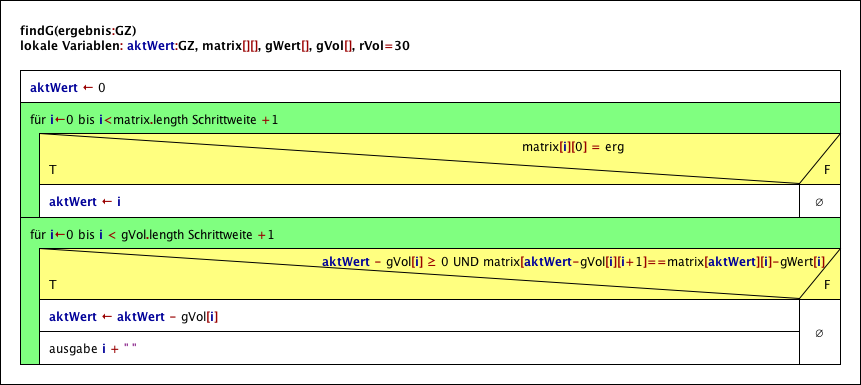 findG(ergebnis:GZ)
lokale Variablen: aktWert:GZ, matrix[][], gWert[], gVol[], rVol=30
aktWert ← 0
für i←0 bis i<matrix.length Schrittweite +1
matrix[i][0] = erg
T
F
aktWert ← i
∅
für i←0 bis i < gVol.length Schrittweite +1
aktWert - gVol[i] ≥ 0 UND matrix[aktWert-gVol[i][i+1]==matrix[aktWert][i]-gWert[i]
T
F
aktWert ← aktWert - gVol[i]
∅
ausgabe i + " "